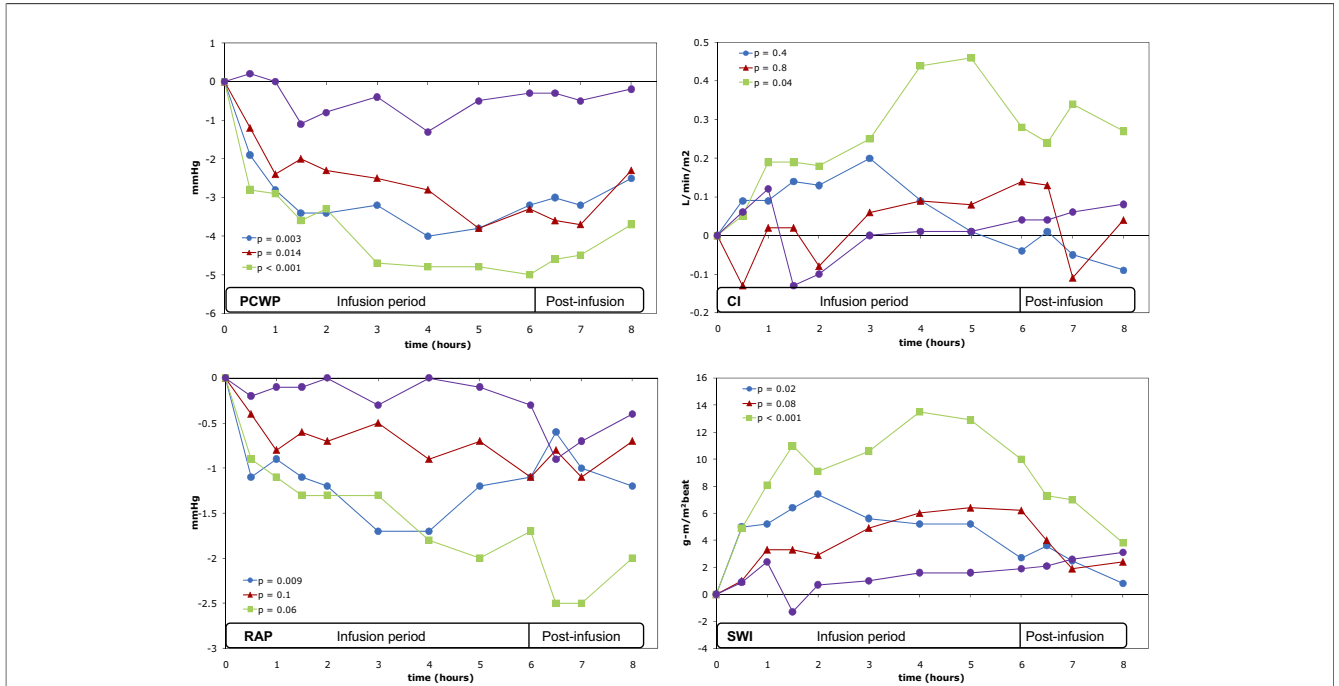 1
0
-1
-2
-3
-4
-5
-6
mmHg
p = 0.003
p = 0.014
p < 0.001
PCWP Infusion period Post-infusion
0 1 2 3 4 5 6 7 8
time (hours)
0.5
0.4
0.3
0.2
0.1
0
-0.1
-0.2
L/min/m2
p = 0.4
p = 0.8
p = 0.04
CI Infusion period Post-infusion
0 1 2 3 4 5 6 7 8
time (hours)
0
-0.5
-1
-1.5
-2
-2.5
-3
mmHg
p = 0.009
p = 0.1
p = 0.06
RAP Infusion period Post-infusion
0 1 2 3 4 5 6 7 8
time (hours)
16
14
12
10
8
6
4
2
0
-2
-4
g-m/m²beat
p = 0.02
p = 0.08
p < 0.001
SWI Infusion period Post-infusion
0 1 2 3 4 5 6 7 8
time (hours)